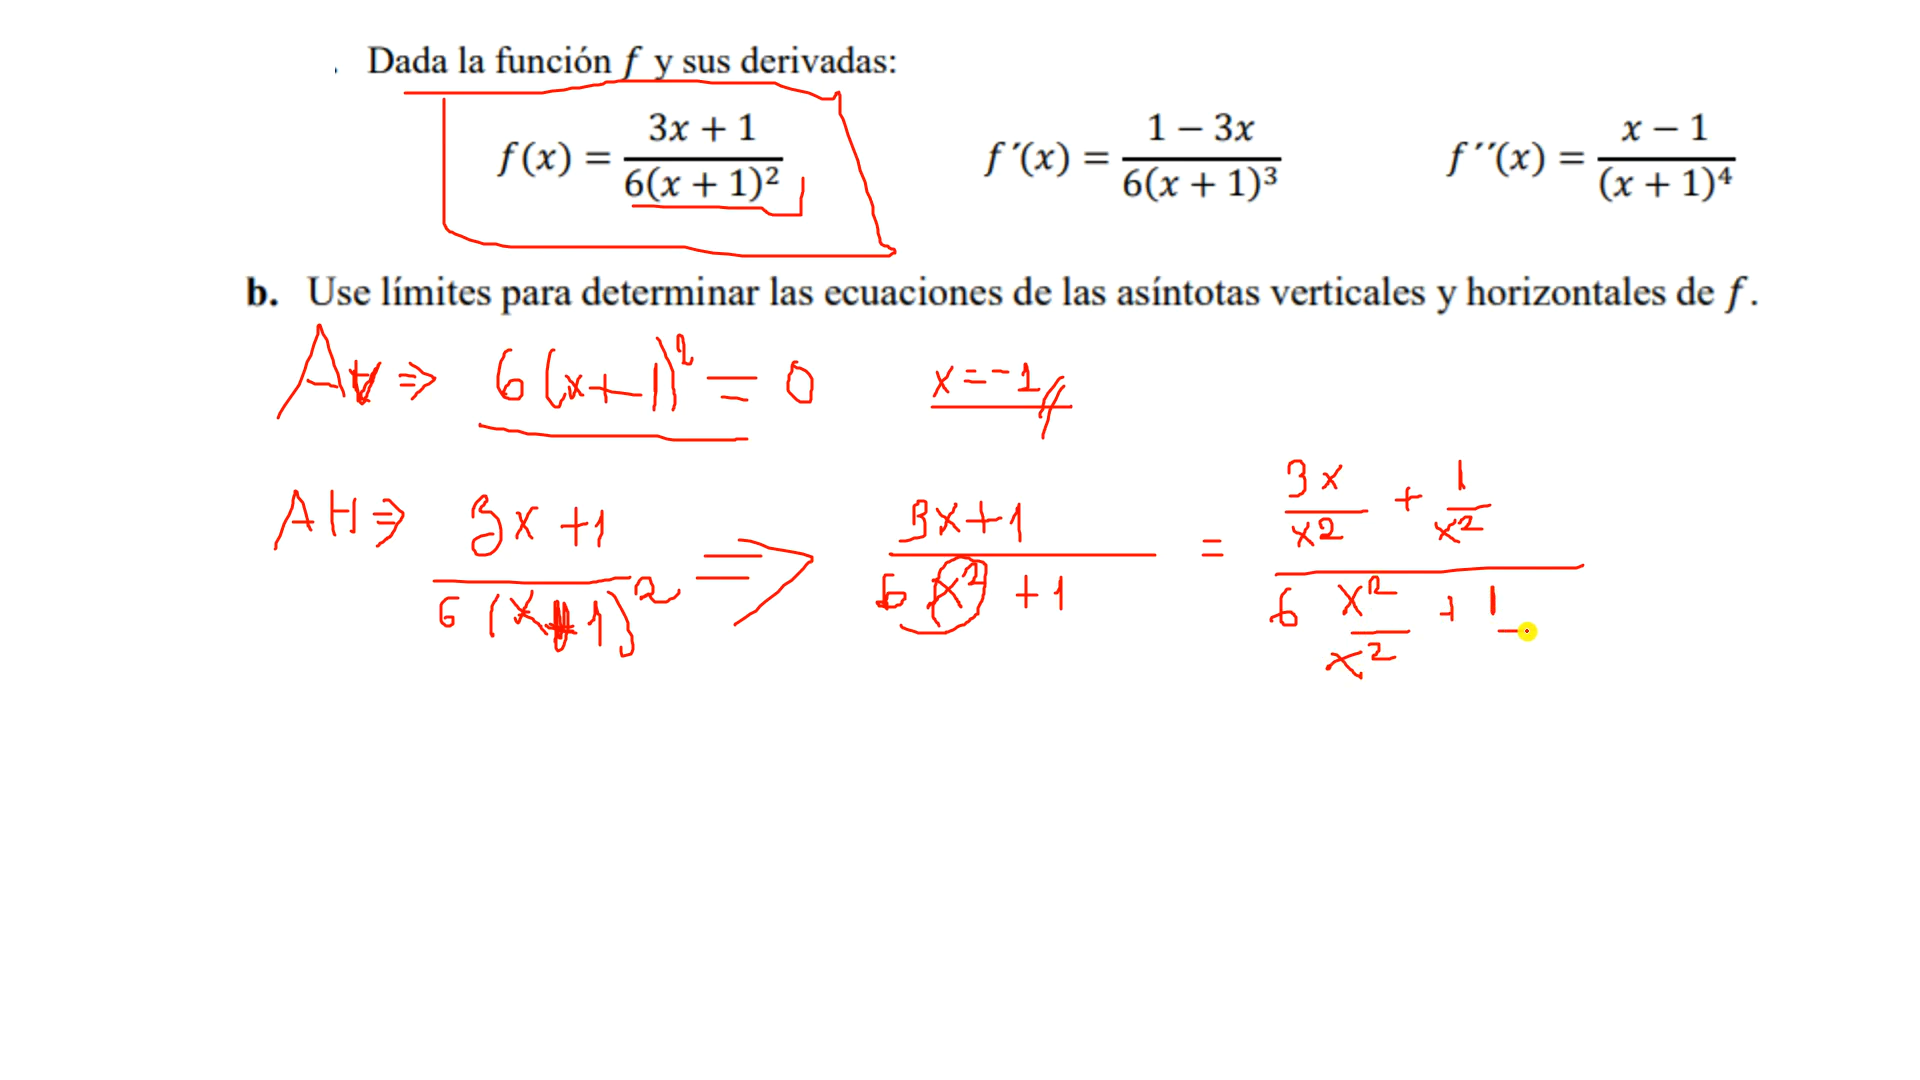 Dada la función f y sus derivadas:
f(x) = (3x + 1)/(6(x + 1)²) f´(x) = (1 − 3x)/(6(x + 1)³) f´´(x) = (x − 1)/((x + 1)⁴)
b. Use límites para determinar las ecuaciones de las asíntotas verticales y horizontales de f.
Av ⇒ 6(x+1)² = 0 x = -1
AH ⇒ (3x+1)/(6(x+1)²) ⇒ (3x+1)/(6x²+1) = (3x/x² + 1/x²)/(6 x²/x² + 1